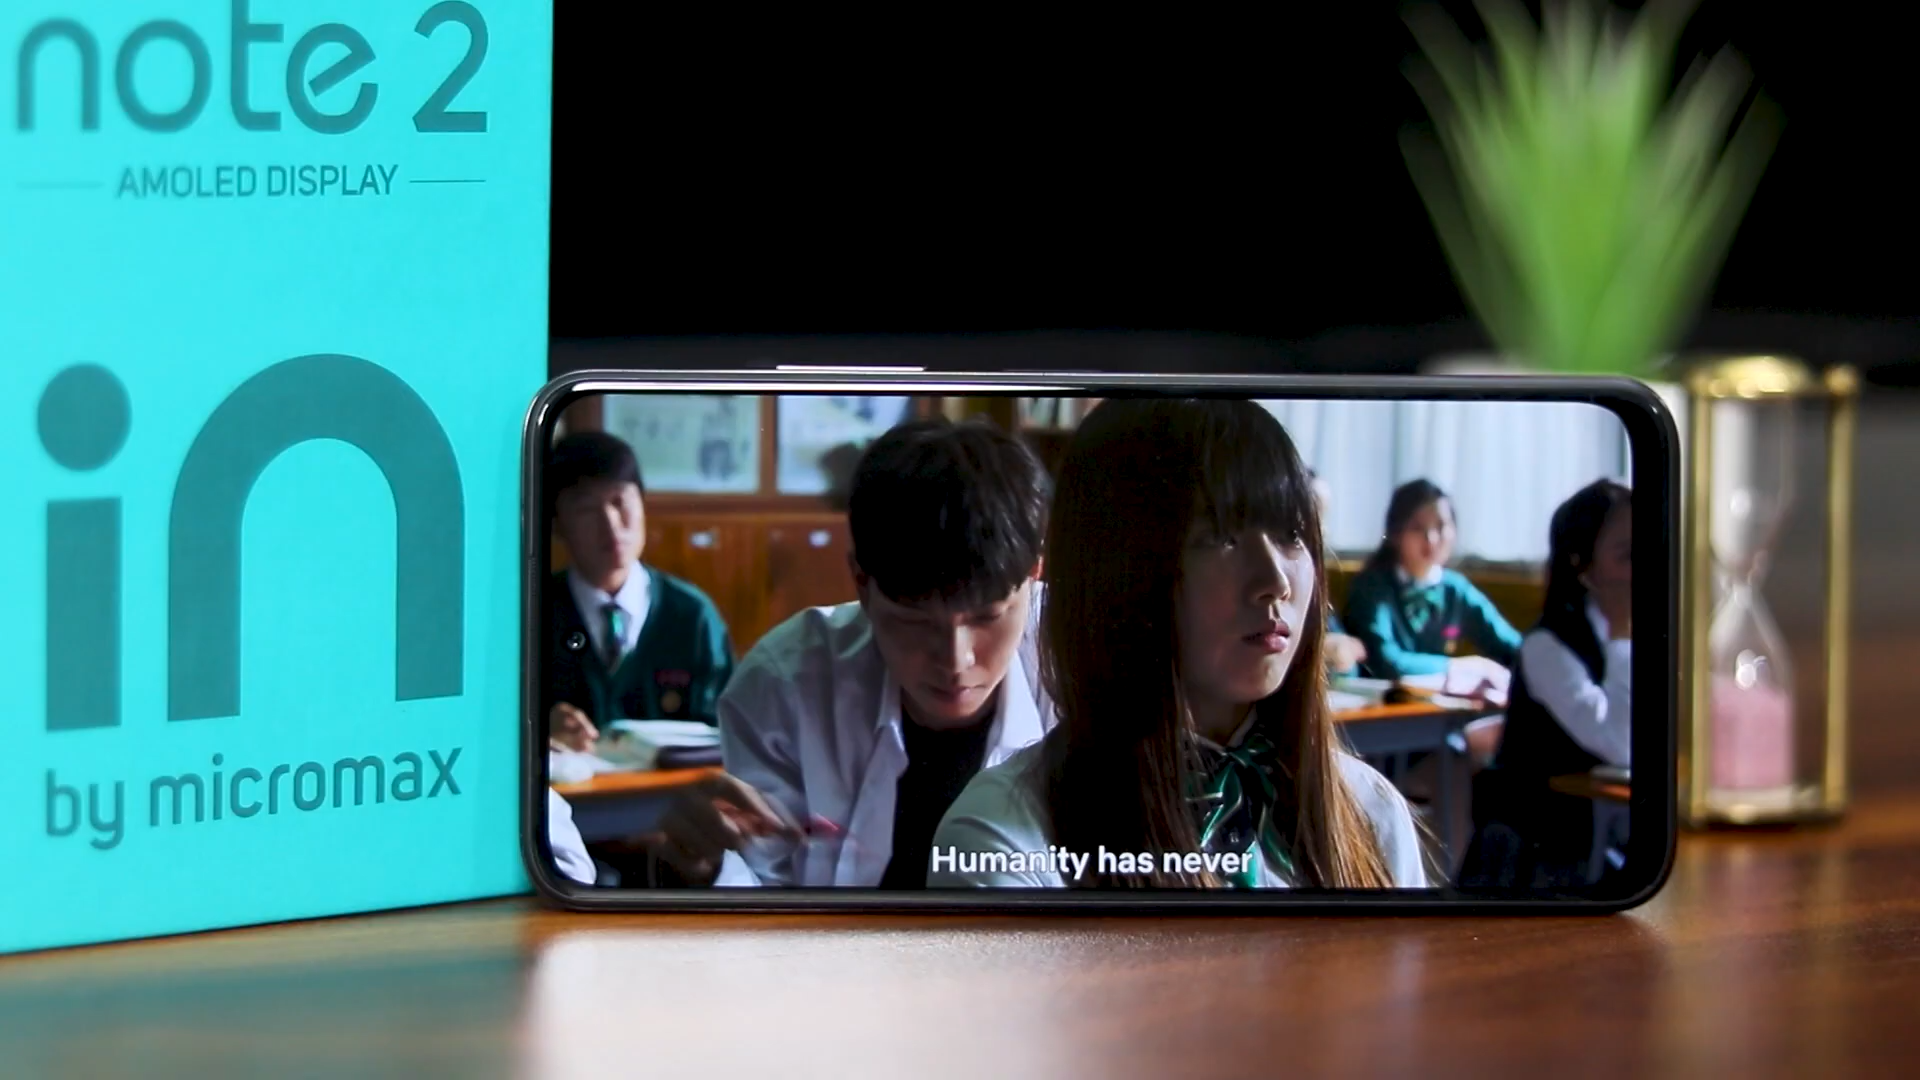 note 2
AMOLED DISPLAY
in
by micromax
Humanity has never